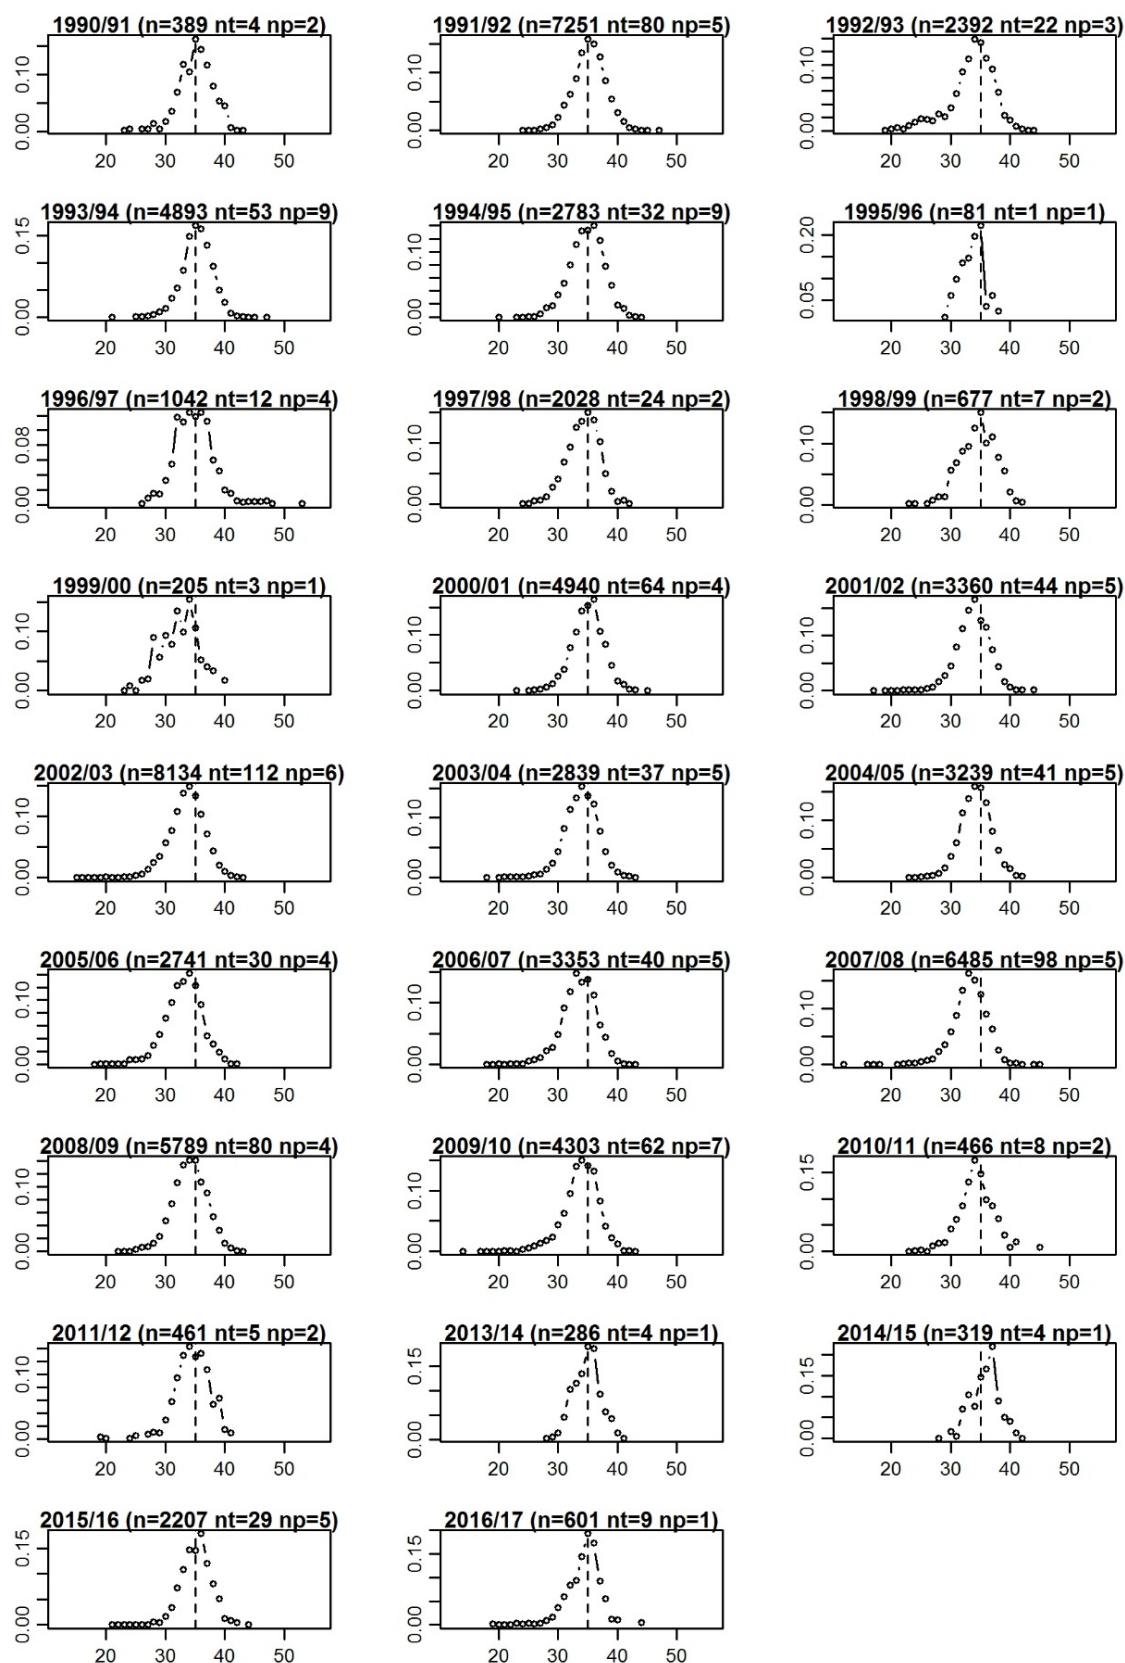 1990/91 (n=389 nt=4 np=2)
0.00 0.10
20 30 40 50
1991/92 (n=7251 nt=80 np=5)
0.00 0.10
20 30 40 50
1992/93 (n=2392 nt=22 np=3)
0.00 0.10
20 30 40 50
1993/94 (n=4893 nt=53 np=9)
0.00 0.15
20 30 40 50
1994/95 (n=2783 nt=32 np=9)
0.00 0.10
20 30 40 50
1995/96 (n=81 nt=1 np=1)
0.05 0.20
20 30 40 50
1996/97 (n=1042 nt=12 np=4)
0.00 0.08
20 30 40 50
1997/98 (n=2028 nt=24 np=2)
0.00 0.10
20 30 40 50
1998/99 (n=677 nt=7 np=2)
0.00 0.10
20 30 40 50
1999/00 (n=205 nt=3 np=1)
0.00 0.10
20 30 40 50
2000/01 (n=4940 nt=64 np=4)
0.00 0.10
20 30 40 50
2001/02 (n=3360 nt=44 np=5)
0.00 0.10
20 30 40 50
2002/03 (n=8134 nt=112 np=6)
0.00 0.10
20 30 40 50
2003/04 (n=2839 nt=37 np=5)
0.00 0.10
20 30 40 50
2004/05 (n=3239 nt=41 np=5)
0.00 0.10
20 30 40 50
2005/06 (n=2741 nt=30 np=4)
0.00 0.10
20 30 40 50
2006/07 (n=3353 nt=40 np=5)
0.00 0.10
20 30 40 50
2007/08 (n=6485 nt=98 np=5)
0.00 0.10
20 30 40 50
2008/09 (n=5789 nt=80 np=4)
0.00 0.10
20 30 40 50
2009/10 (n=4303 nt=62 np=7)
0.00 0.10
20 30 40 50
2010/11 (n=466 nt=8 np=2)
0.00 0.15
20 30 40 50
2011/12 (n=461 nt=5 np=2)
0.00 0.10
20 30 40 50
2013/14 (n=286 nt=4 np=1)
0.00 0.15
20 30 40 50
2014/15 (n=319 nt=4 np=1)
0.00 0.15
20 30 40 50
2015/16 (n=2207 nt=29 np=5)
0.00 0.15
20 30 40 50
2016/17 (n=601 nt=9 np=1)
0.00 0.15
20 30 40 50